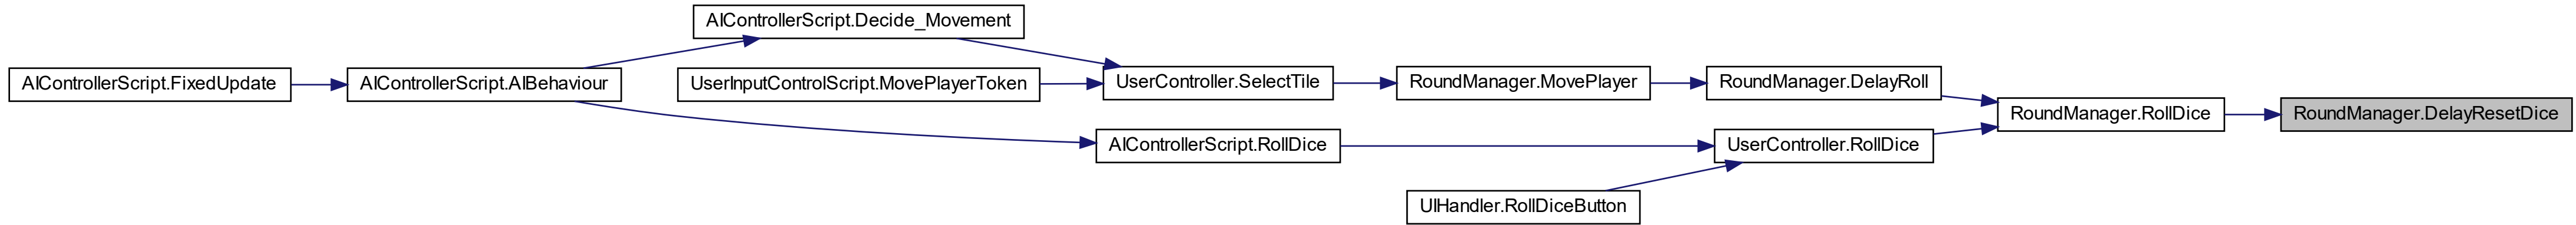 AIControllerScript.Decide_Movement
AIControllerScript.FixedUpdate
AIControllerScript.AIBehaviour
UserInputControlScript.MovePlayerToken
UserController.SelectTile
RoundManager.MovePlayer
RoundManager.DelayRoll
RoundManager.RollDice
RoundManager.DelayResetDice
AIControllerScript.RollDice
UserController.RollDice
UIHandler.RollDiceButton